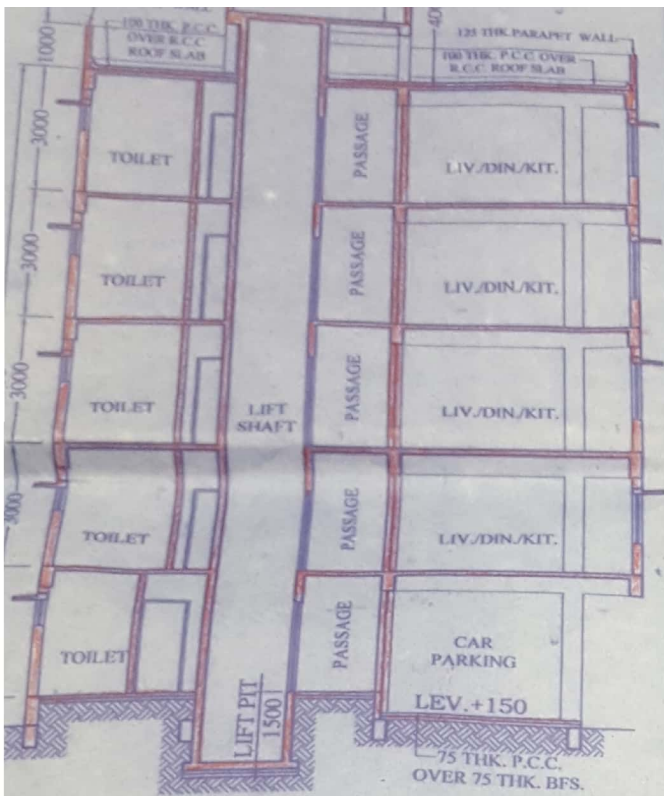 100 THK. P.C.C.
OVER R.C.C
ROOF SLAB
1000
125 THK PARAPET WALL
100 THK. P.C.C. OVER
R.C.C. ROOF SLAB
3000
TOILET
PASSAGE
LIV./DIN./KIT.
3000
TOILET
PASSAGE
LIV./DIN./KIT.
3000
TOILET
LIFT
SHAFT
PASSAGE
LIV./DIN./KIT.
3000
TOILET
PASSAGE
LIV./DIN./KIT.
TOILET
PASSAGE
CAR
PARKING
LIFT PIT
1500
LEV.+150
75 THK. P.C.C.
OVER 75 THK. BFS.